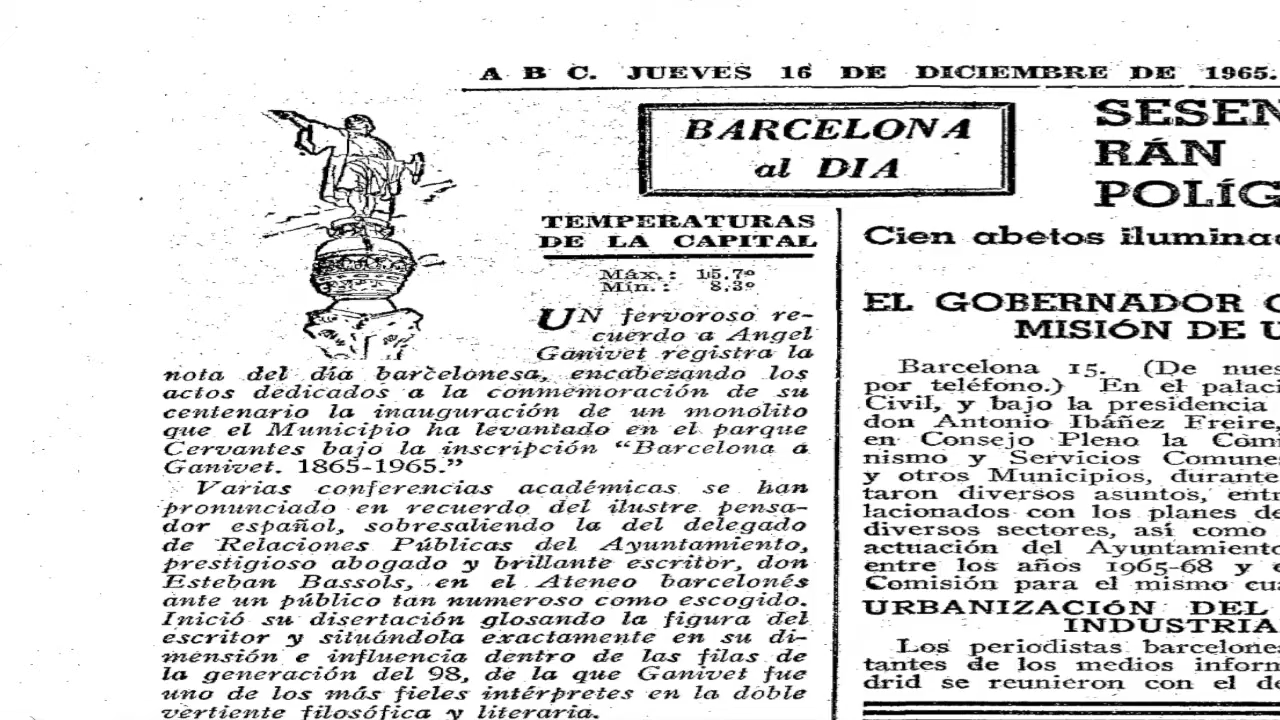 A B C. JUEVES 16 DE DICIEMBRE DE 1965.
BARCELONA
al DIA
TEMPERATURAS
DE LA CAPITAL
Máx.: 15,7º
Mín.: 8,3º
UN fervoroso re-
cuerdo a Angel
Ganivet registra la
nota del día barcelonesa, encabezando los
actos dedicados a la conmemoración de su
centenario la inauguración de un monolito
que el Municipio ha levantado en el parque
Cervantes bajo la inscripción "Barcelona a
Ganivet. 1865-1965."
Varias conferencias académicas se han
pronunciado en recuerdo del ilustre pensa-
dor español, sobresaliendo la del delegado
de Relaciones Públicas del Ayuntamiento,
prestigioso abogado y brillante escritor, don
Esteban Bassols, en el Ateneo barcelonés
ante un público tan numeroso como escogido.
Inició su disertación glosando la figura del
escritor y situándola exactamente en su di-
mensión e influencia dentro de las filas de
la generación del 98, de la que Ganivet fue
uno de los más fieles intérpretes en la doble
vertiente filosófica y literaria.
SESEN
RÁN
POLÍG
Cien abetos ilumina
EL GOBERNADOR C
MISIÓN DE U
Barcelona 15. (De nues
por teléfono.) En el palaci
Civil, y bajo la presidencia
don Antonio Ibáñez Freire,
en Consejo Pleno la Com
nismo y Servicios Comunes
y otros Municipios, durante
taron diversos asuntos, entr
lacionados con los planes de
diversos sectores, así como
actuación del Ayuntamiento
entre los años 1965-68 y e
Comisión para el mismo cu
URBANIZACIÓN DEL
INDUSTRIA
Los periodistas barcelones
tantes de los medios inform
drid se reunieron con el de